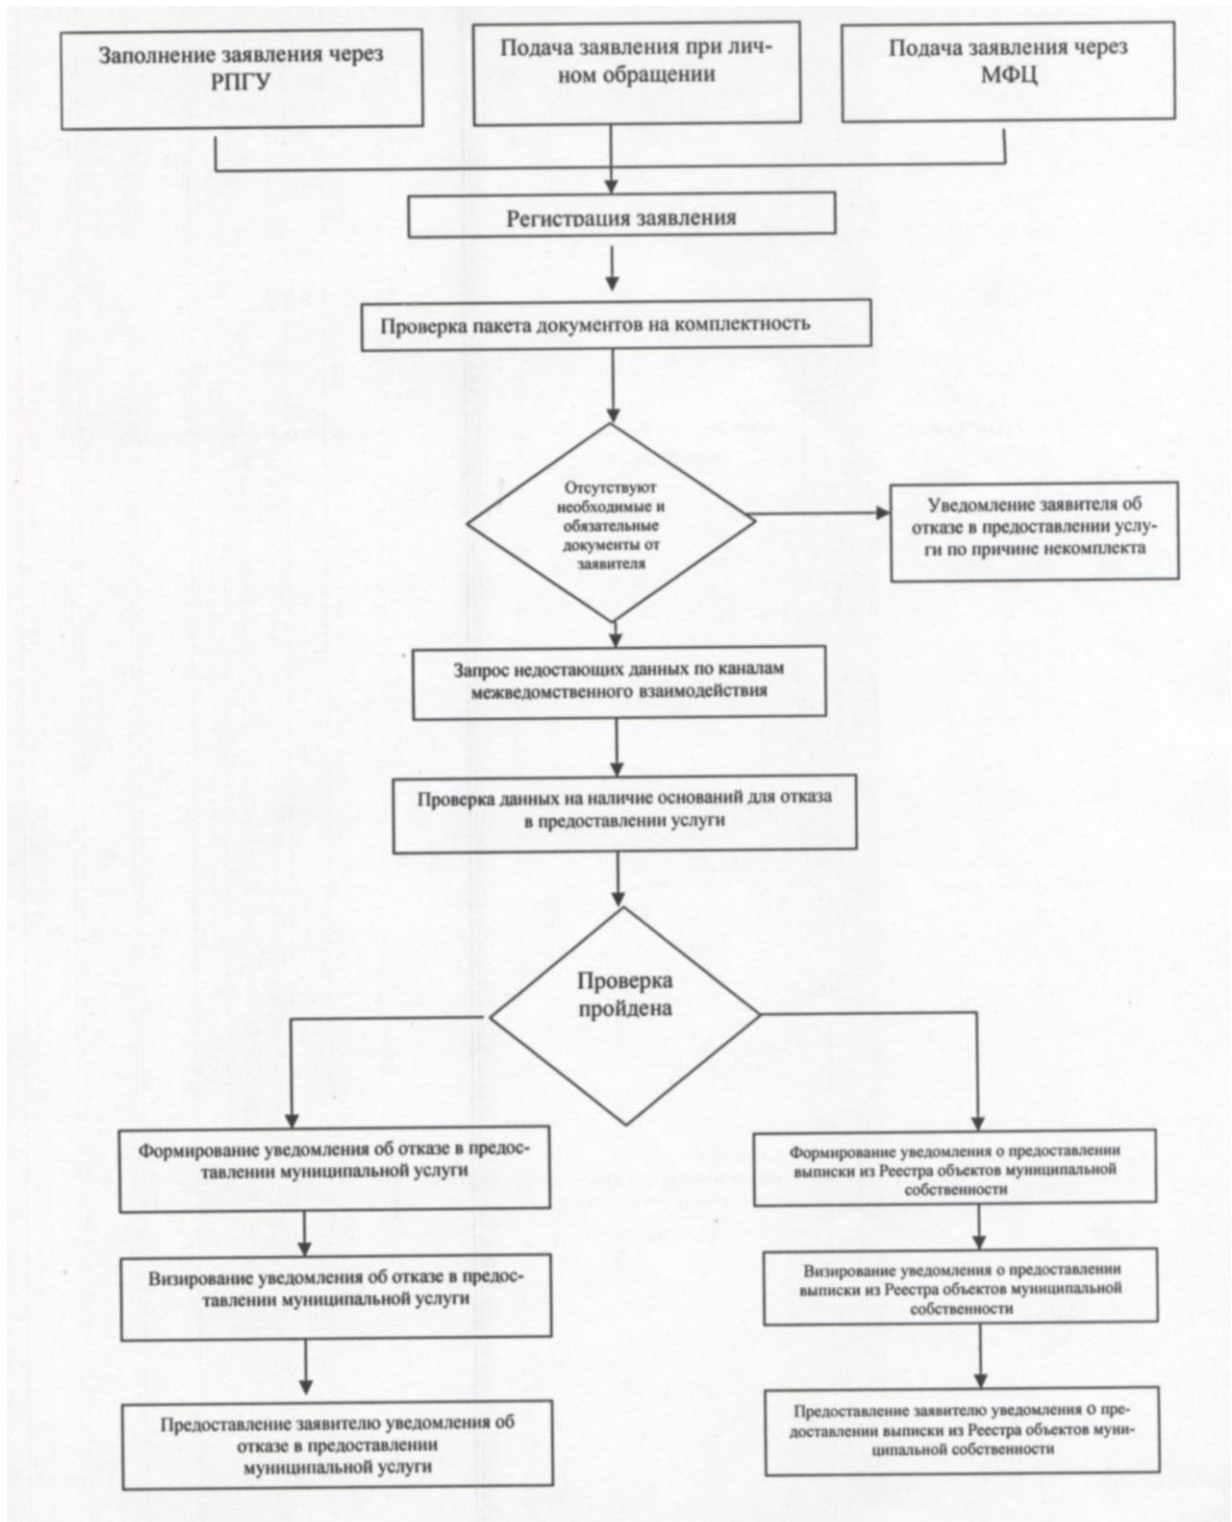 Заполнение заявления через
РПГУ
Подача заявления при лич-
ном обращении
Подача заявления через
МФЦ
Регистрация заявления
Проверка пакета документов на комплектность
Отсутствуют
необходимые и
обязательные
документы от
заявителя
Уведомление заявителя об
отказе в предоставлении услу-
ги по причине некомплекта
Запрос недостающих данных по каналам
межведомственного взаимодействия
Проверка данных на наличие оснований для отказа
в предоставлении услуги
Проверка
пройдена
Формирование уведомления об отказе в предос-
тавлении муниципальной услуги
Визирование уведомления об отказе в предос-
тавлении муниципальной услуги
Предоставление заявителю уведомления об
отказе в предоставлении
муниципальной услуги
Формирование уведомления о предоставлении
выписки из Реестра объектов муниципальной
собственности
Визирование уведомления о предоставлении
выписки из Реестра объектов муниципальной
собственности
Предоставление заявителю уведомления о пре-
доставлении выписки из Реестра объектов муни-
ципальной собственности